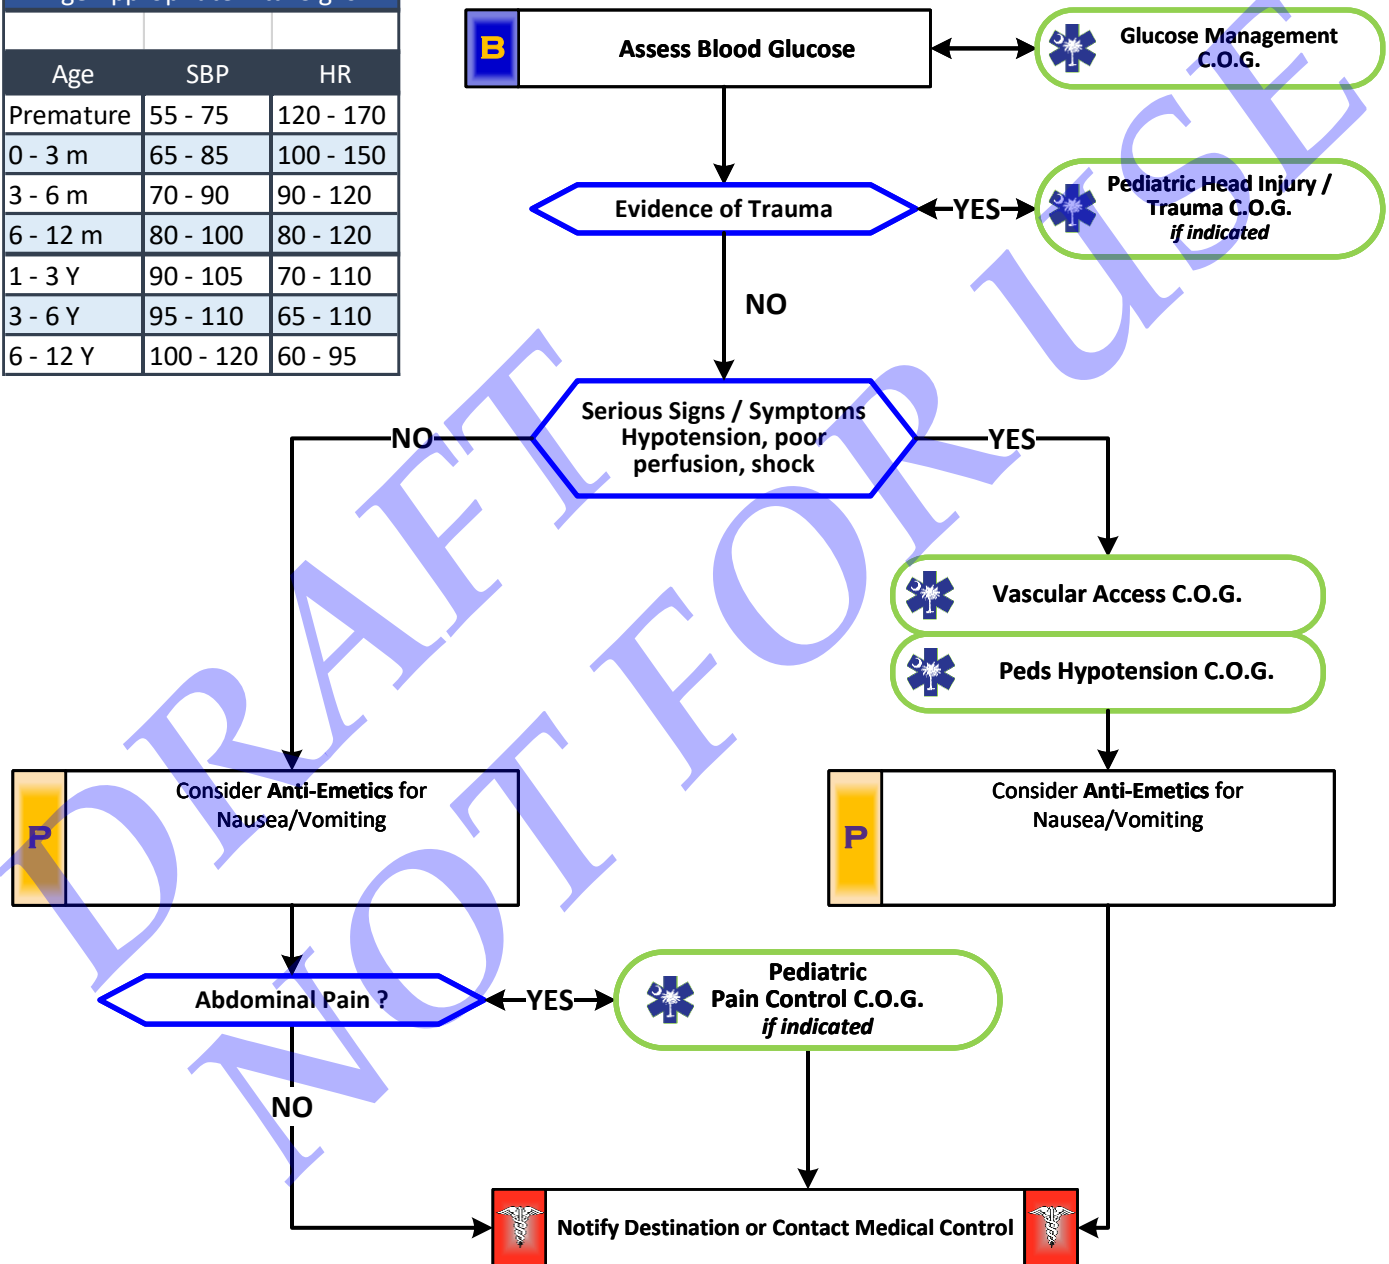 Age
SBP
HR
Premature
55 - 75
120 - 170
0 - 3 m
65 - 85
100 - 150
3 - 6 m
70 - 90
90 - 120
6 - 12 m
80 - 100
80 - 120
1 - 3 Y
90 - 105
70 - 110
3 - 6 Y
95 - 110
65 - 110
6 - 12 Y
100 - 120
60 - 95
B
Assess Blood Glucose
Glucose Management
C.O.G.
Evidence of Trauma
YES
Pediatric Head Injury /
Trauma C.O.G.
if indicated
NO
Serious Signs / Symptoms
Hypotension, poor
perfusion, shock
NO
YES
Vascular Access C.O.G.
Peds Hypotension C.O.G.
P
Consider Anti-Emetics for
Nausea/Vomiting
P
Consider Anti-Emetics for
Nausea/Vomiting
Abdominal Pain ?
YES
Pediatric
Pain Control C.O.G.
if indicated
NO
Notify Destination or Contact Medical Control
DRAFT
NOT FOR USE